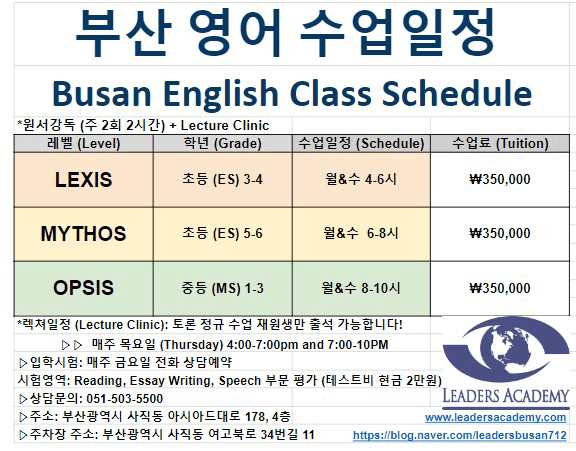 부산 영어 수업일정
Busan English Class Schedule
*원서강독 (주 2회 2시간) + Lecture Clinic
레벨 (Level) 학년 (Grade) 수업일정 (Schedule) 수업료 (Tuition)
LEXIS 초등 (ES) 3-4 월&수 4-6시 ₩350,000
MYTHOS 초등 (ES) 5-6 월&수 6-8시 ₩350,000
OPSIS 중등 (MS) 1-3 월&수 8-10시 ₩350,000
*렉쳐일정 (Lecture Clinic): 토론 정규 수업 재원생만 출석 가능합니다!
▷▷ 매주 목요일 (Thursday) 4:00-7:00pm and 7:00-10PM
▷입학시험: 매주 금요일 전화 상담예약
시험영역: Reading, Essay Writing, Speech 부문 평가 (테스트비 현금 2만원)
▷상담문의: 051-503-5500
▷주소: 부산광역시 사직동 아시아드대로 178, 4층
▷주차장 주소: 부산광역시 사직동 여고북로 34번길 11
LEADERS ACADEMY
www.leadersacademy.com
https://blog.naver.com/leadersbusan712